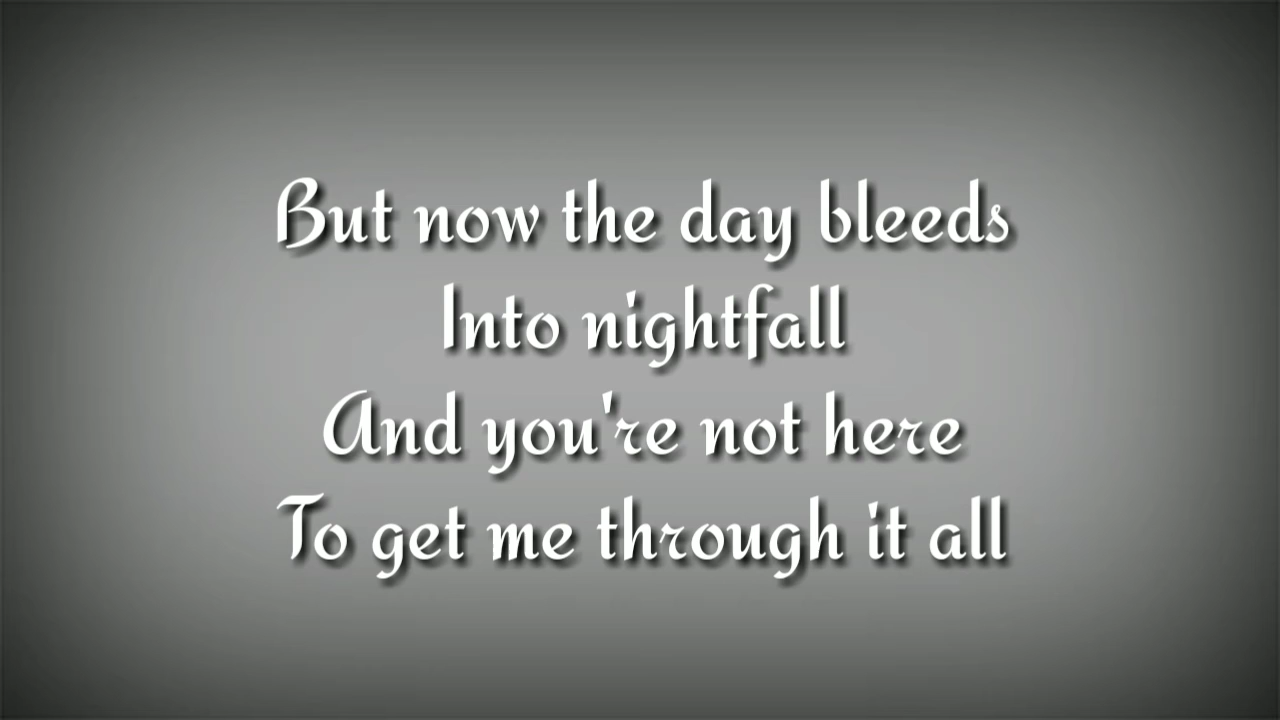 But now the day bleeds
Into nightfall
And you're not here
To get me through it all